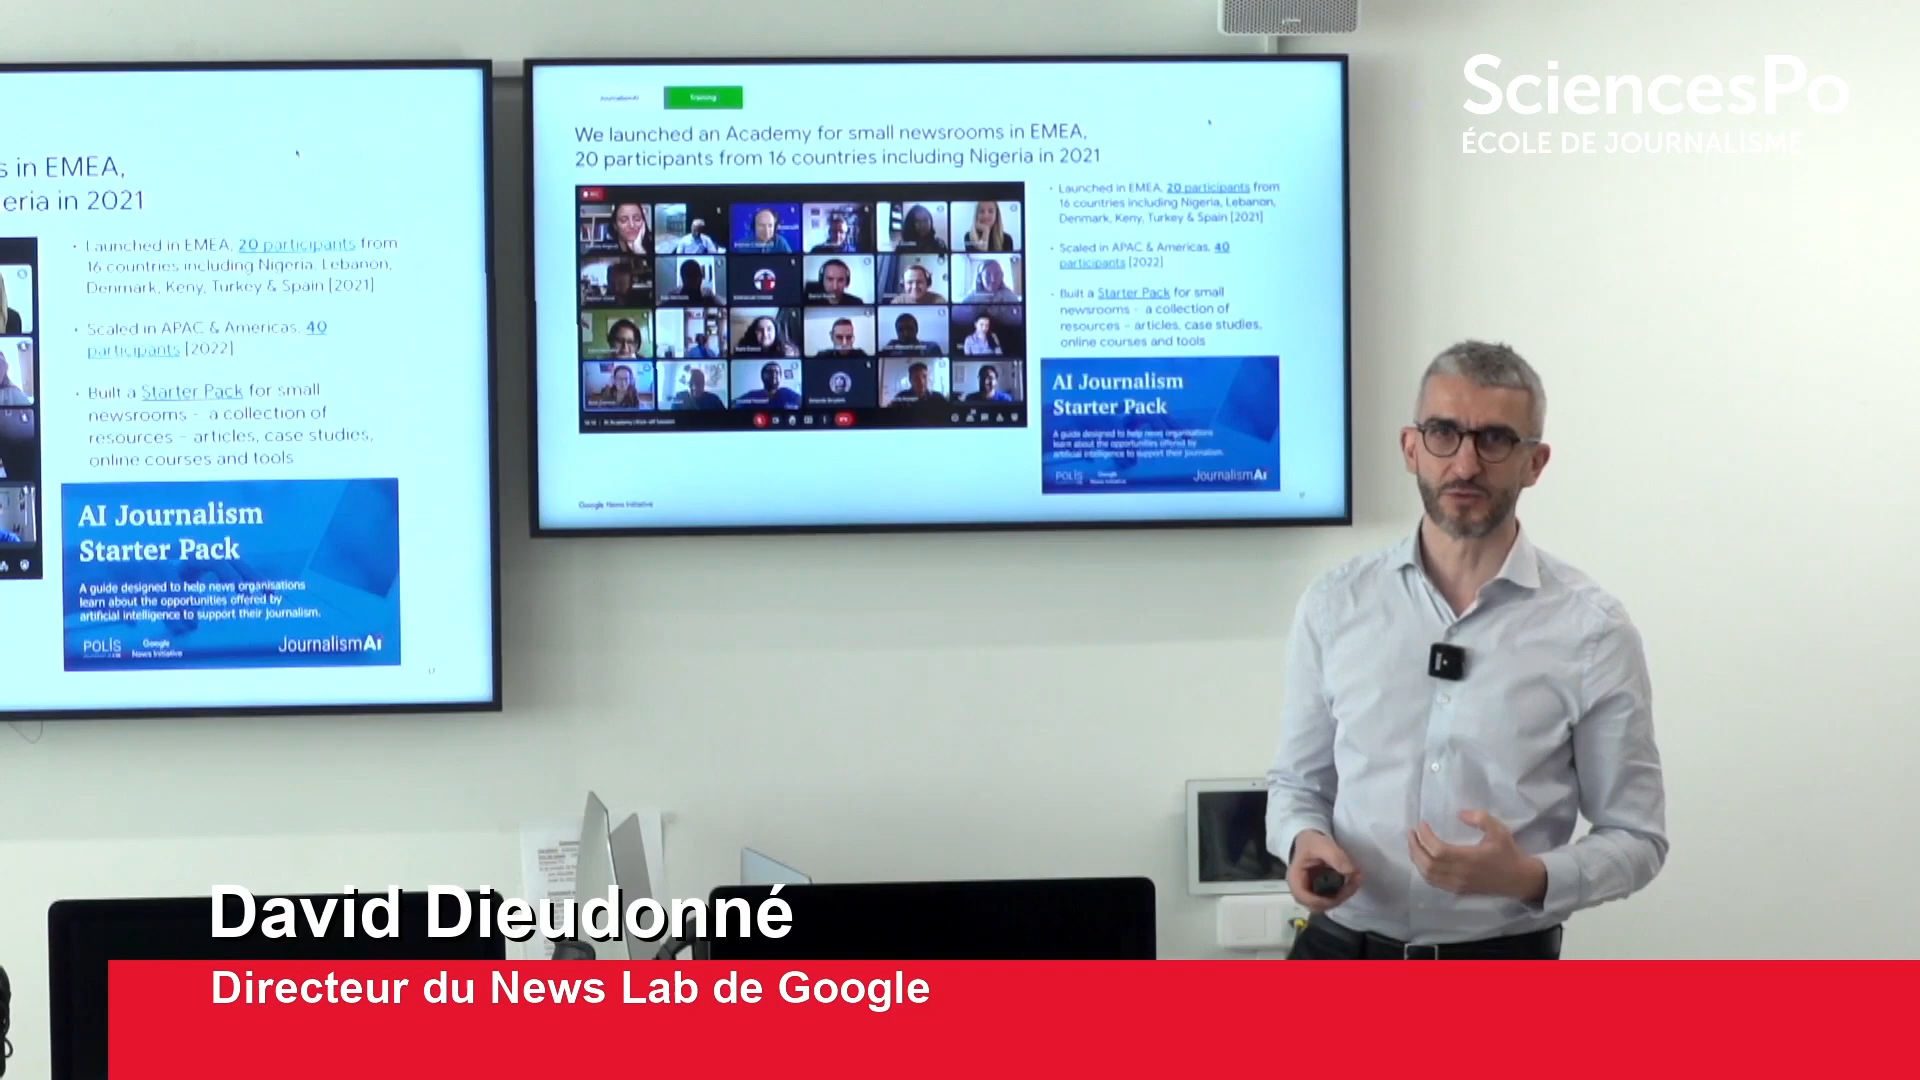 SciencesPo
ÉCOLE DE JOURNALISME
s in EMEA,
eria in 2021
• Launched in EMEA, 20 participants from
16 countries including Nigeria, Lebanon,
Denmark, Keny, Turkey & Spain [2021]
• Scaled in APAC & Americas, 40
participants [2022]
• Built a Starter Pack for small
newsrooms - a collection of
resources - articles, case studies,
online courses and tools
AI Journalism
Starter Pack
A guide designed to help news organisations
learn about the opportunities offered by
artificial intelligence to support their journalism.
POLIS
Google
News Initiative
JournalismAI
17
JournalismAI
Training
We launched an Academy for small newsrooms in EMEA,
20 participants from 16 countries including Nigeria in 2021
• Launched in EMEA, 20 participants from
16 countries including Nigeria, Lebanon,
Denmark, Keny, Turkey & Spain [2021]
• Scaled in APAC & Americas, 40
participants [2022]
• Built a Starter Pack for small
newsrooms - a collection of
resources - articles, case studies,
online courses and tools
AI Journalism
Starter Pack
A guide designed to help news organisations
learn about the opportunities offered by
artificial intelligence to support their journalism.
POLIS
Google
News Initiative
JournalismAI
Google News Initiative
17
David Dieudonné
Directeur du News Lab de Google